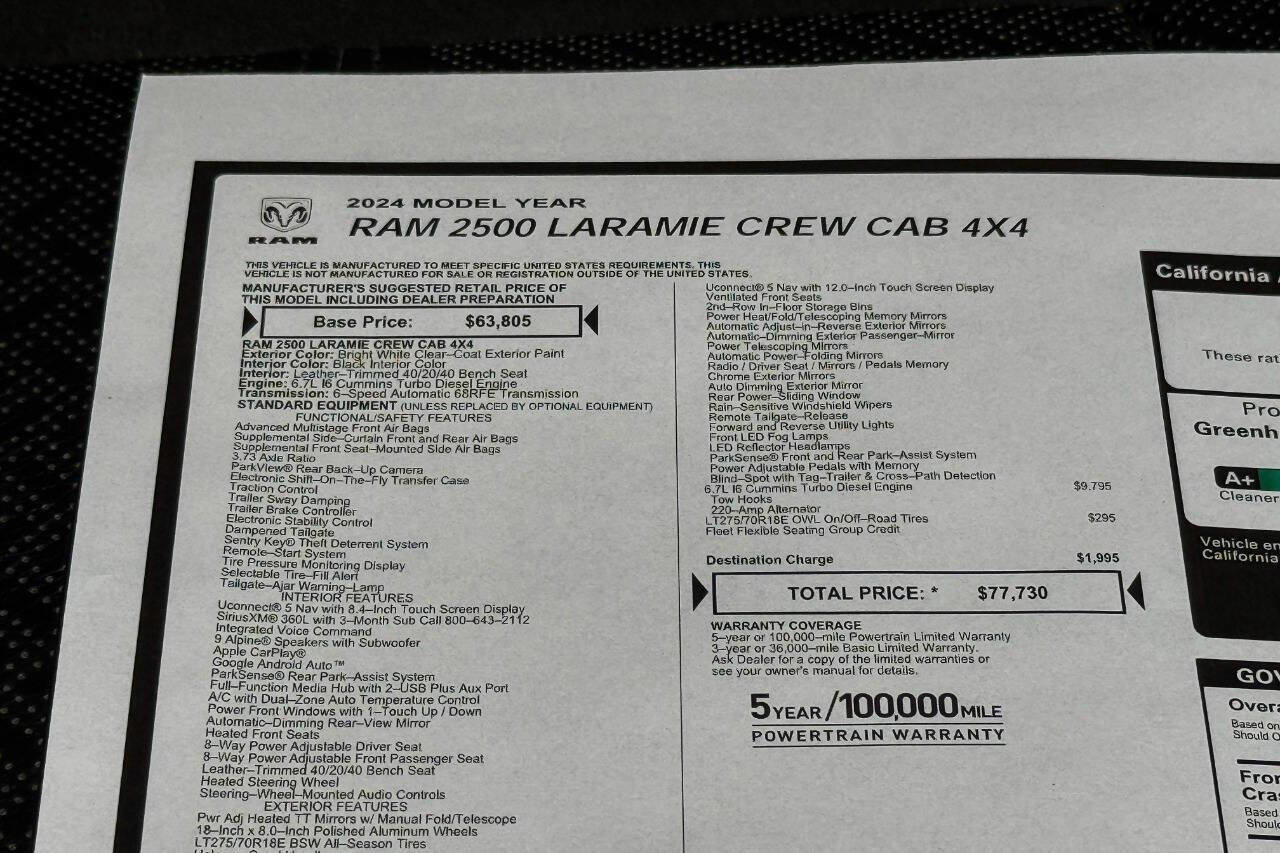 2024 MODEL YEAR
RAM 2500 LARAMIE CREW CAB 4X4
RAM
THIS VEHICLE IS MANUFACTURED TO MEET SPECIFIC UNITED STATES REQUIREMENTS. THIS
VEHICLE IS NOT MANUFACTURED FOR SALE OR REGISTRATION OUTSIDE OF THE UNITED STATES.
MANUFACTURER'S SUGGESTED RETAIL PRICE OF
THIS MODEL INCLUDING DEALER PREPARATION
Base Price: $63,805
RAM 2500 LARAMIE CREW CAB 4X4
Exterior Color: Bright White Clear–Coat Exterior Paint
Interior Color: Black Interior Color
Interior: Leather–Trimmed 40/20/40 Bench Seat
Engine: 6.7L I6 Cummins Turbo Diesel Engine
Transmission: 6–Speed Automatic 68RFE Transmission
STANDARD EQUIPMENT (UNLESS REPLACED BY OPTIONAL EQUIPMENT)
FUNCTIONAL/SAFETY FEATURES
Advanced Multistage Front Air Bags
Supplemental Side–Curtain Front and Rear Air Bags
Supplemental Front Seat–Mounted Side Air Bags
3.73 Axle Ratio
ParkView® Rear Back–Up Camera
Electronic Shift–On–The–Fly Transfer Case
Traction Control
Trailer Sway Damping
Trailer Brake Controller
Electronic Stability Control
Dampened Tailgate
Sentry Key® Theft Deterrent System
Remote–Start System
Tire Pressure Monitoring Display
Selectable Tire–Fill Alert
Tailgate–Ajar Warning–Lamp
INTERIOR FEATURES
Uconnect® 5 Nav with 8.4–Inch Touch Screen Display
SiriusXM® 360L with 3–Month Sub Call 800–643–2112
Integrated Voice Command
9 Alpine® Speakers with Subwoofer
Apple CarPlay®
Google Android Auto™
ParkSense® Rear Park–Assist System
Full–Function Media Hub with 2–USB Plus Aux Port
A/C with Dual–Zone Auto Temperature Control
Power Front Windows with 1–Touch Up / Down
Automatic–Dimming Rear–View Mirror
Heated Front Seats
8–Way Power Adjustable Driver Seat
8–Way Power Adjustable Front Passenger Seat
Leather–Trimmed 40/20/40 Bench Seat
Heated Steering Wheel
Steering–Wheel–Mounted Audio Controls
EXTERIOR FEATURES
Pwr Adj Heated TT Mirrors w/ Manual Fold/Telescope
18–Inch x 8.0–Inch Polished Aluminum Wheels
LT275/70R18E BSW All–Season Tires
Uconnect® 5 Nav with 12.0–Inch Touch Screen Display
Ventilated Front Seats
2nd–Row In–Floor Storage Bins
Power Heat/Fold/Telescoping Memory Mirrors
Automatic Adjust–in–Reverse Exterior Mirrors
Automatic–Dimming Exterior Passenger–Mirror
Power Telescoping Mirrors
Automatic Power–Folding Mirrors
Radio / Driver Seat / Mirrors / Pedals Memory
Chrome Exterior Mirrors
Auto Dimming Exterior Mirror
Rear Power–Sliding Window
Rain–Sensitive Windshield Wipers
Remote Tailgate–Release
Forward and Reverse Utility Lights
Front LED Fog Lamps
LED Reflector Headlamps
ParkSense® Front and Rear Park–Assist System
Power Adjustable Pedals with Memory
Blind–Spot with Tag–Trailer & Cross–Path Detection
6.7L I6 Cummins Turbo Diesel Engine $9,795
Tow Hooks
220–Amp Alternator
LT275/70R18E OWL On/Off–Road Tires $295
Fleet Flexible Seating Group Credit
Destination Charge $1,995
TOTAL PRICE: * $77,730
WARRANTY COVERAGE
5–year or 100,000–mile Powertrain Limited Warranty
3–year or 36,000–mile Basic Limited Warranty.
Ask Dealer for a copy of the limited warranties or
see your owner's manual for details.
5 YEAR/100,000 MILE
POWERTRAIN WARRANTY
California
These rat
Pro
Greenh
A+
Cleaner
Vehicle em
California
GOV
Overa
Based on
Should O
Fron
Cras
Based
Shoul